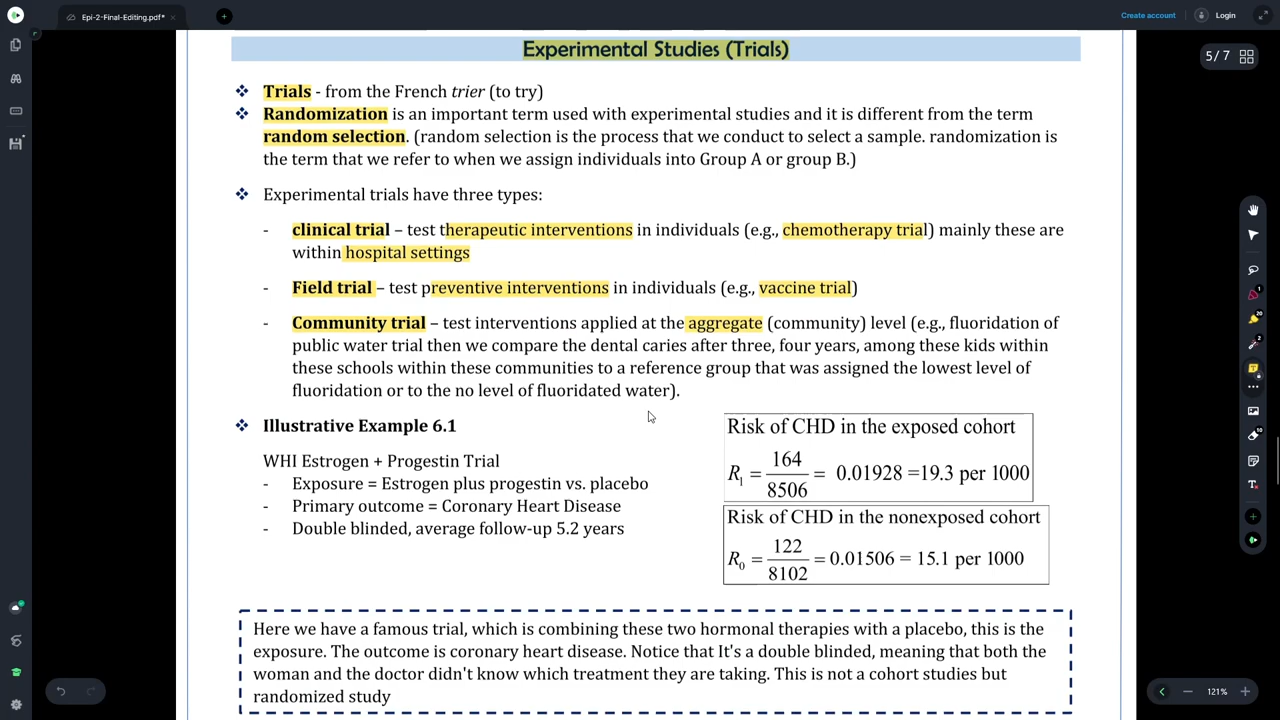 Epi-2-Final-Editing.pdf*
Create account
Login
5 / 7
Experimental Studies (Trials)
❖ Trials - from the French trier (to try)
❖ Randomization is an important term used with experimental studies and it is different from the term
random selection. (random selection is the process that we conduct to select a sample. randomization is
the term that we refer to when we assign individuals into Group A or group B.)
❖ Experimental trials have three types:
- clinical trial – test therapeutic interventions in individuals (e.g., chemotherapy trial) mainly these are
within hospital settings
- Field trial – test preventive interventions in individuals (e.g., vaccine trial)
- Community trial – test interventions applied at the aggregate (community) level (e.g., fluoridation of
public water trial then we compare the dental caries after three, four years, among these kids within
these schools within these communities to a reference group that was assigned the lowest level of
fluoridation or to the no level of fluoridated water).
❖ Illustrative Example 6.1
WHI Estrogen + Progestin Trial
- Exposure = Estrogen plus progestin vs. placebo
- Primary outcome = Coronary Heart Disease
- Double blinded, average follow-up 5.2 years
Risk of CHD in the exposed cohort
R₁ = 164/8506 = 0.01928 =19.3 per 1000
Risk of CHD in the nonexposed cohort
R₀ = 122/8102 = 0.01506 = 15.1 per 1000
Here we have a famous trial, which is combining these two hormonal therapies with a placebo, this is the
exposure. The outcome is coronary heart disease. Notice that It's a double blinded, meaning that both the
woman and the doctor didn't know which treatment they are taking. This is not a cohort studies but
randomized study
121%